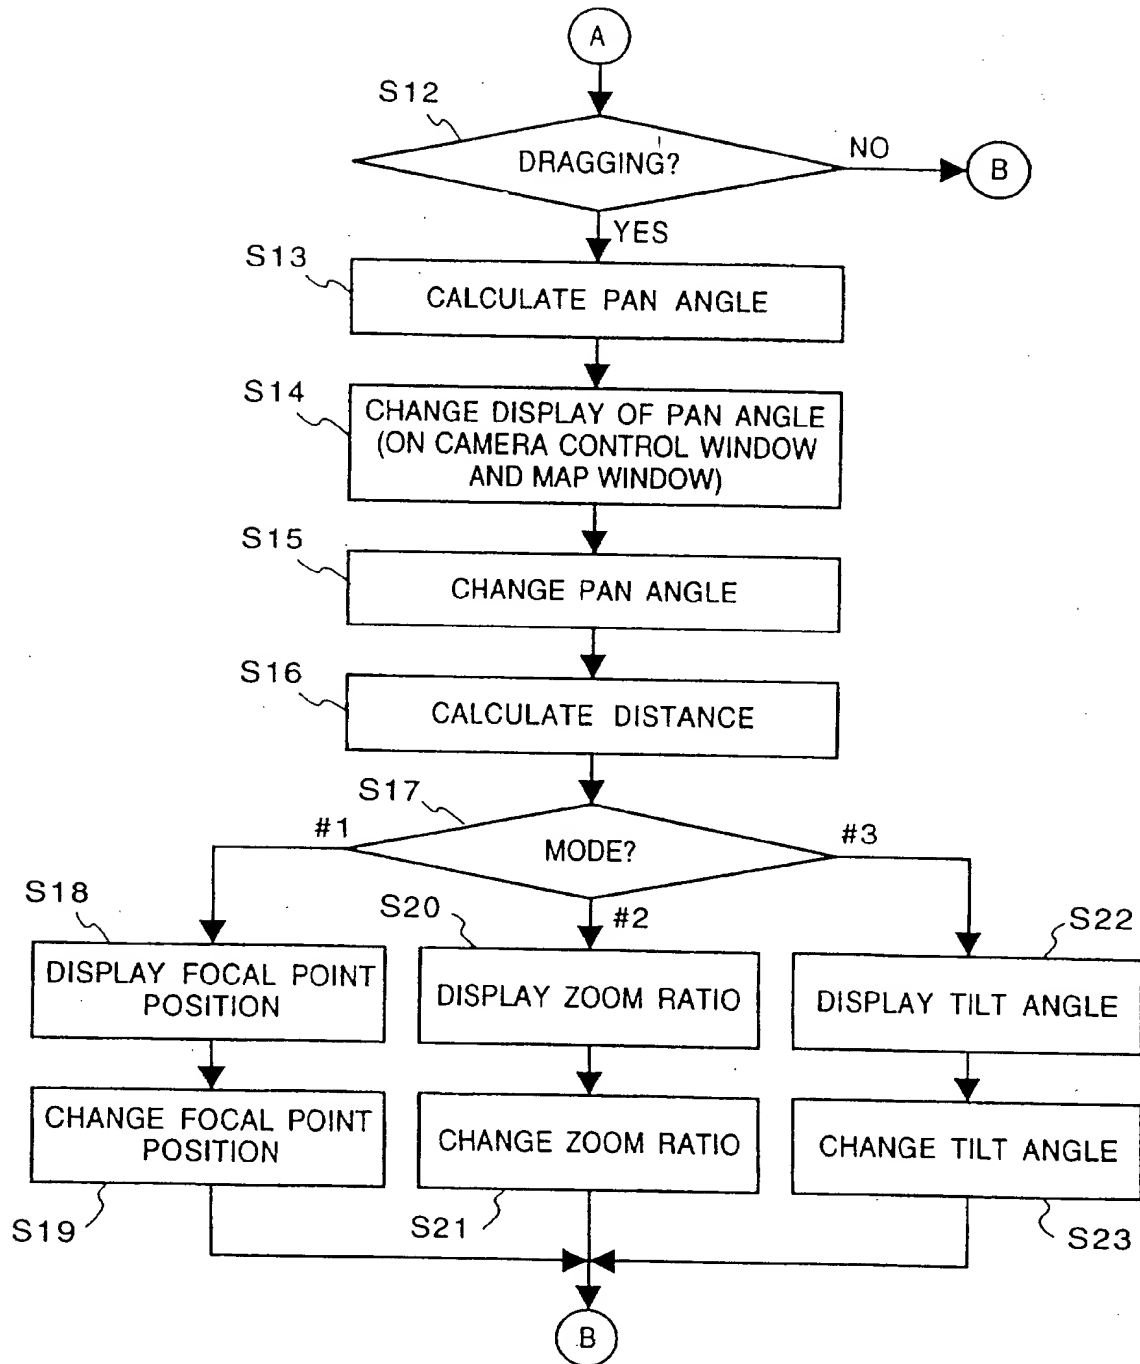 A
S12
DRAGGING?
NO
B
YES
S13
CALCULATE PAN ANGLE
S14
CHANGE DISPLAY OF PAN ANGLE
(ON CAMERA CONTROL WINDOW
AND MAP WINDOW)
S15
CHANGE PAN ANGLE
S16
CALCULATE DISTANCE
S17
#1
MODE?
#3
S18
S20
#2
S22
DISPLAY FOCAL POINT
POSITION
DISPLAY ZOOM RATIO
DISPLAY TILT ANGLE
CHANGE FOCAL POINT
POSITION
CHANGE ZOOM RATIO
CHANGE TILT ANGLE
S19
S21
S23
B